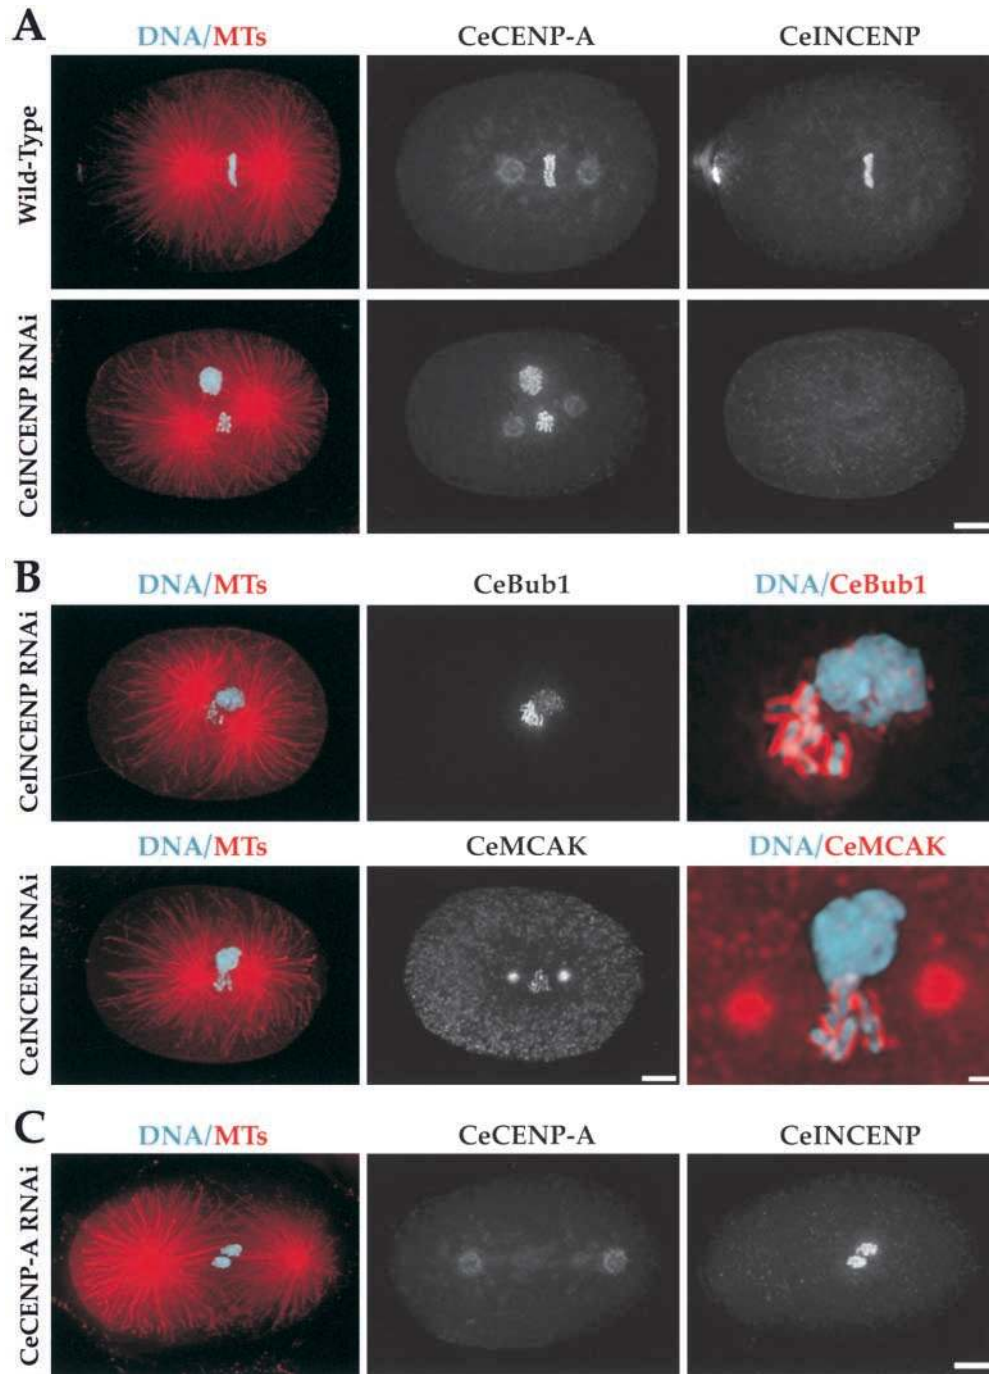 A
DNA/MTs CeCENP-A CeINCENP
Wild-Type
CeINCENP RNAi
B
DNA/MTs CeBub1 DNA/CeBub1
CeINCENP RNAi
DNA/MTs CeMCAK DNA/CeMCAK
CeINCENP RNAi
C
DNA/MTs CeCENP-A CeINCENP
CeCENP-A RNAi